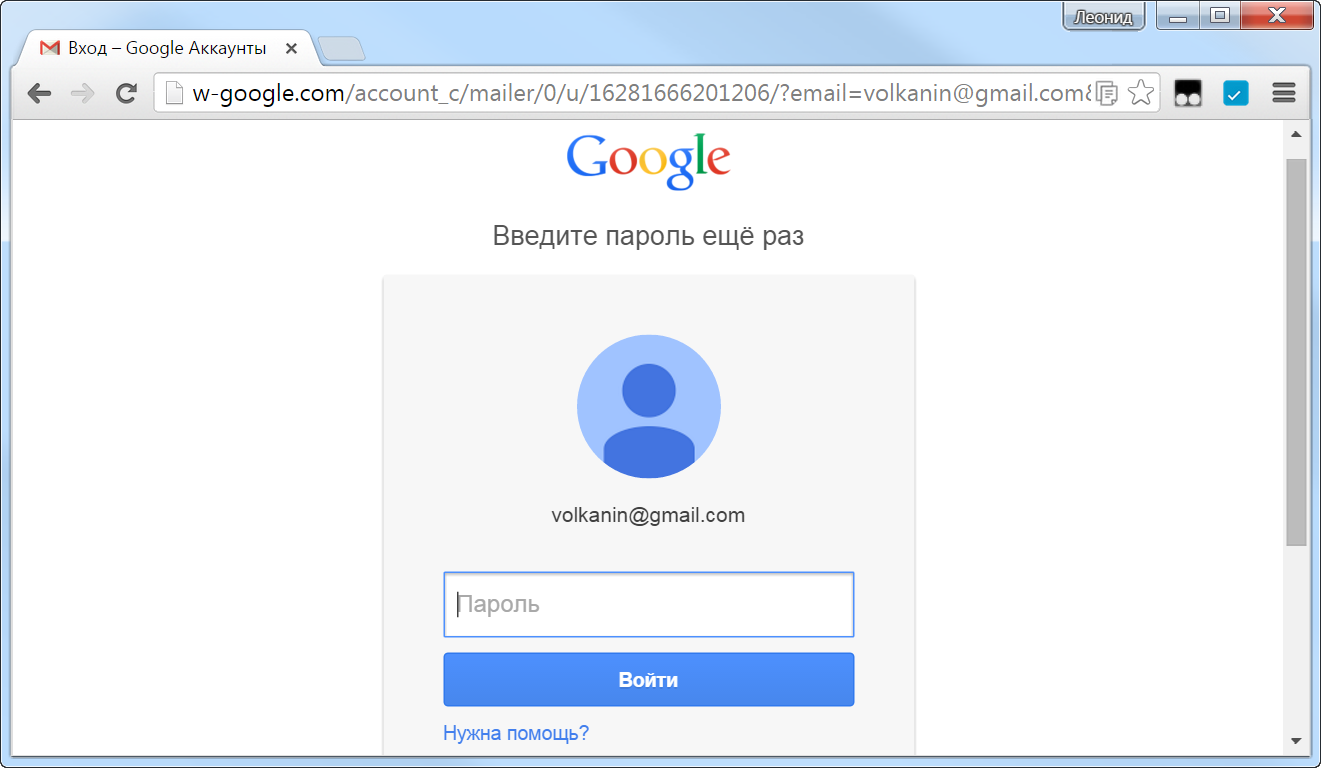 Леонид
Вход – Google Аккаунты
w-google.com/account_c/mailer/0/u/16281666201206/?email=volkanin@gmail.com&
Google
Введите пароль ещё раз
volkanin@gmail.com
Пароль
Войти
Нужна помощь?